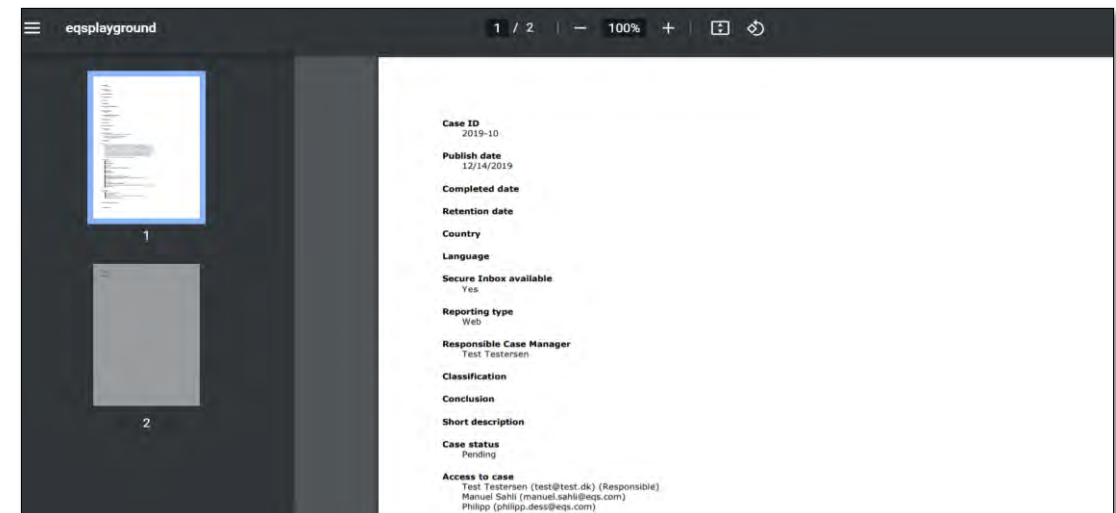 eqsplayground
1 / 2
100%
1
2
Case ID
2019-10
Publish date
12/14/2019
Completed date
Retention date
Country
Language
Secure Inbox available
Yes
Reporting type
Web
Responsible Case Manager
Test Testersen
Classification
Conclusion
Short description
Case status
Pending
Access to case
Test Testersen (test@test.dk) (Responsible)
Manuel Sahli (manuel.sahli@eqs.com)
Philipp (philipp.dess@eqs.com)